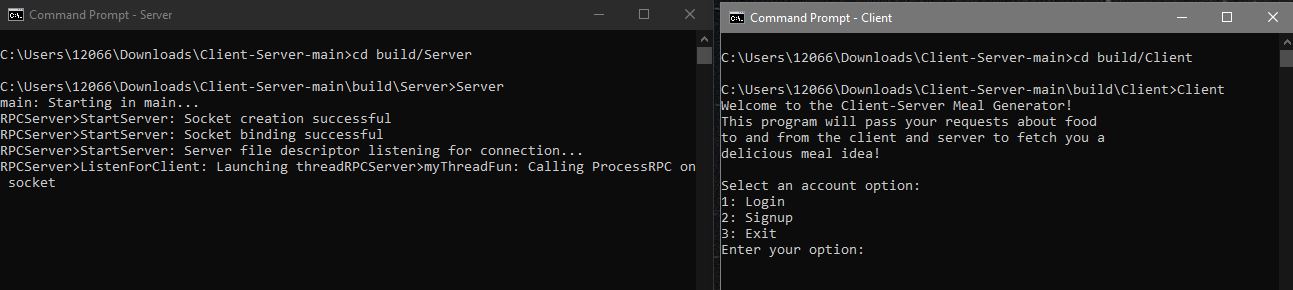 Command Prompt - Server
C:\Users\12066\Downloads\Client-Server-main>cd build/Server
C:\Users\12066\Downloads\Client-Server-main\build\Server>Server
main: Starting in main...
RPCServer>StartServer: Socket creation successful
RPCServer>StartServer: Socket binding successful
RPCServer>StartServer: Server file descriptor listening for connection...
RPCServer>ListenForClient: Launching threadRPCServer>myThreadFun: Calling ProcessRPC on
socket
Command Prompt - Client
C:\Users\12066\Downloads\Client-Server-main>cd build/Client
C:\Users\12066\Downloads\Client-Server-main\build\Client>Client
Welcome to the Client-Server Meal Generator!
This program will pass your requests about food
to and from the client and server to fetch you a
delicious meal idea!
Select an account option:
1: Login
2: Signup
3: Exit
Enter your option: